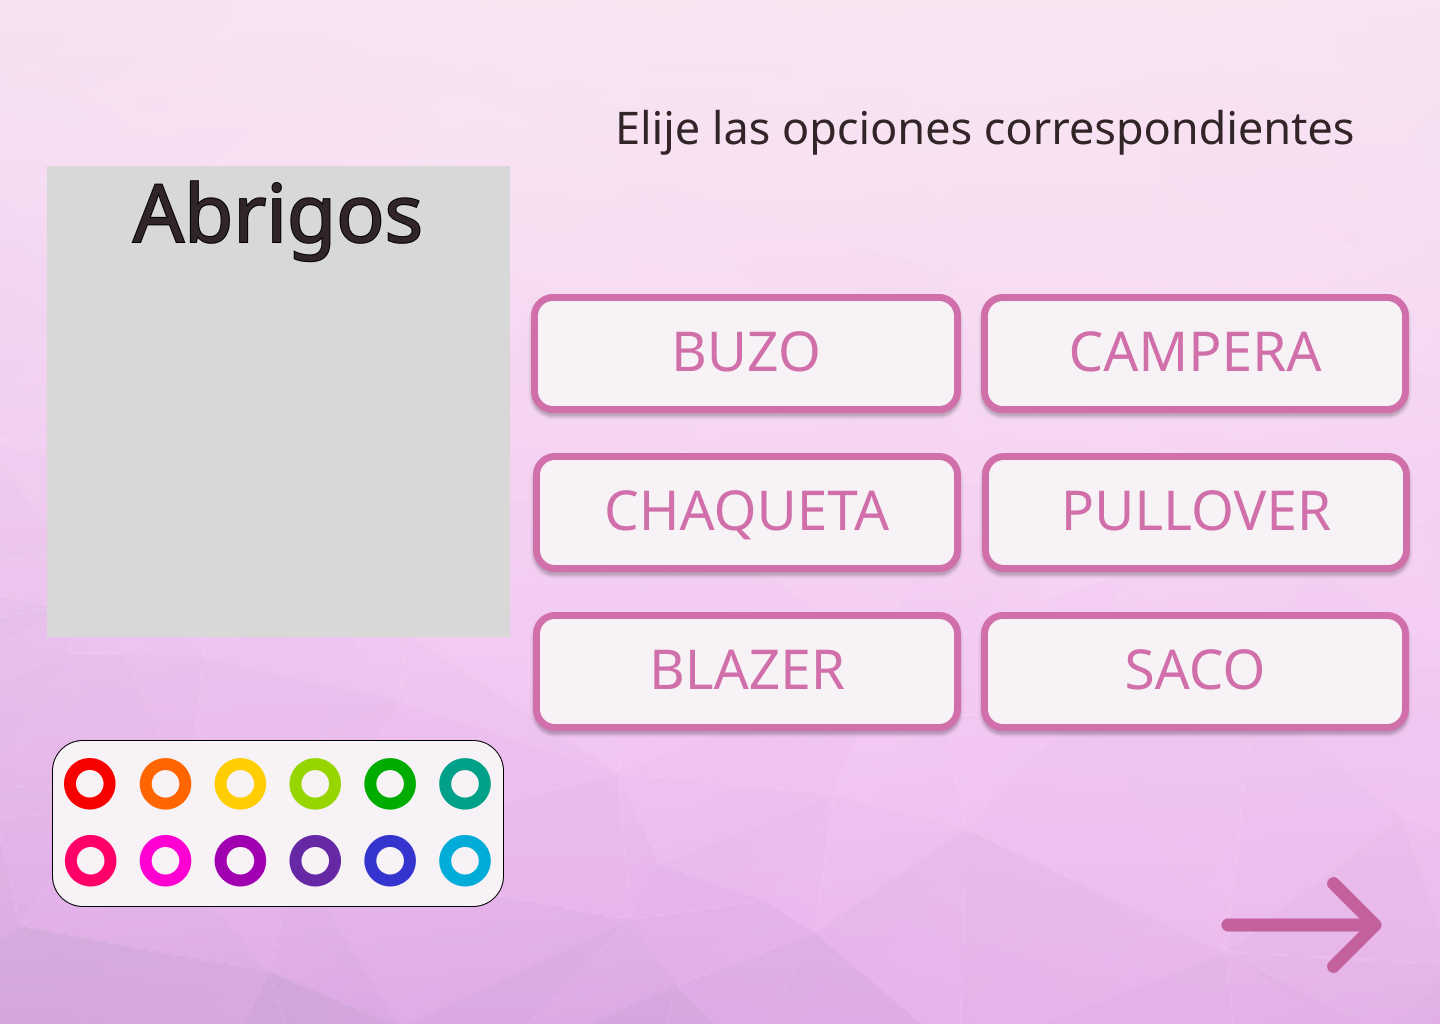 Elije las opciones correspondientes
Abrigos
BUZO
CAMPERA
CHAQUETA
PULLOVER
BLAZER
SACO